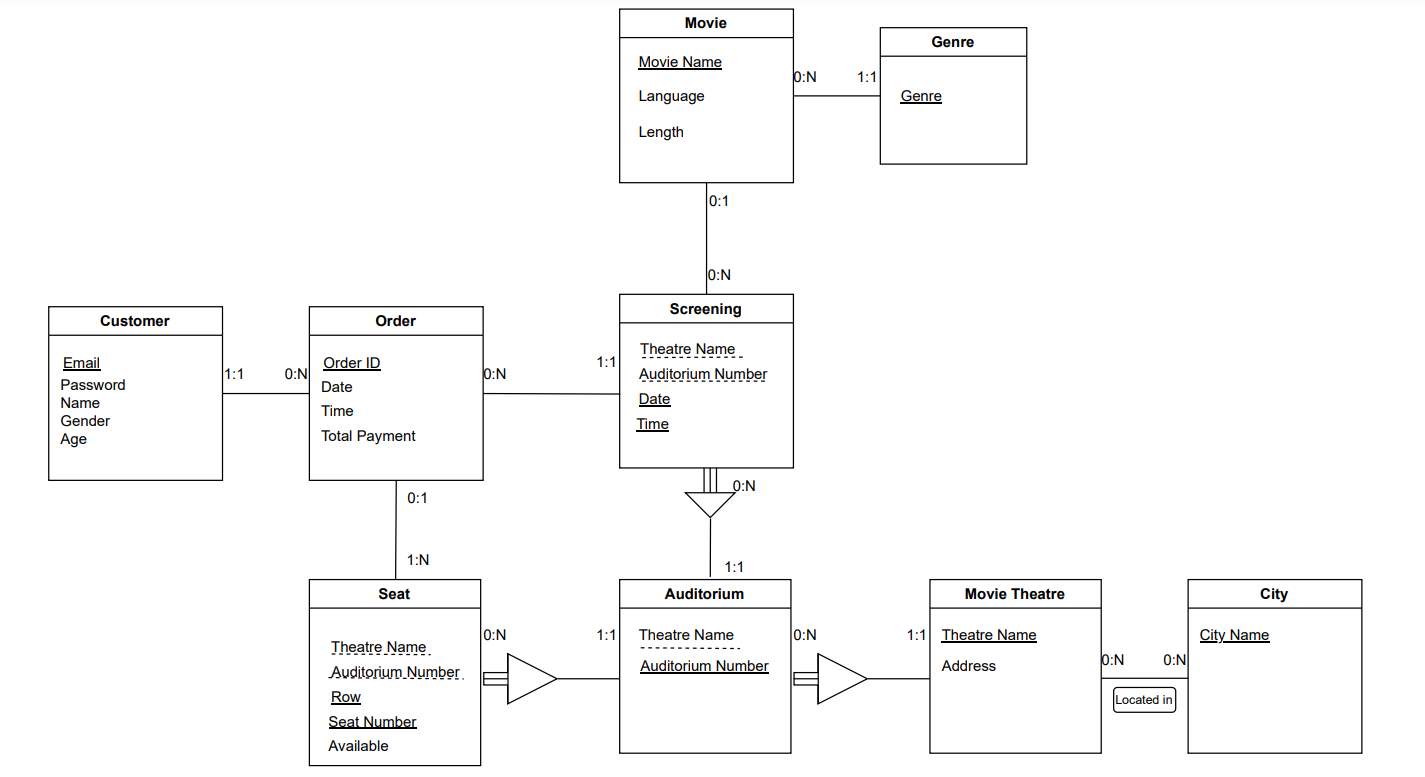 Movie
Movie Name
Language
Length
0:N
1:1
Genre
Genre
0:1
0:N
Customer
Email
Password
Name
Gender
Age
1:1
0:N
Order
Order ID
Date
Time
Total Payment
0:N
1:1
Screening
Theatre Name
Auditorium Number
Date
Time
0:N
0:1
1:N
1:1
Seat
Theatre Name
Auditorium Number
Row
Seat Number
Available
0:N
1:1
Auditorium
Theatre Name
Auditorium Number
0:N
1:1
Movie Theatre
Theatre Name
Address
0:N
0:N
Located in
City
City Name